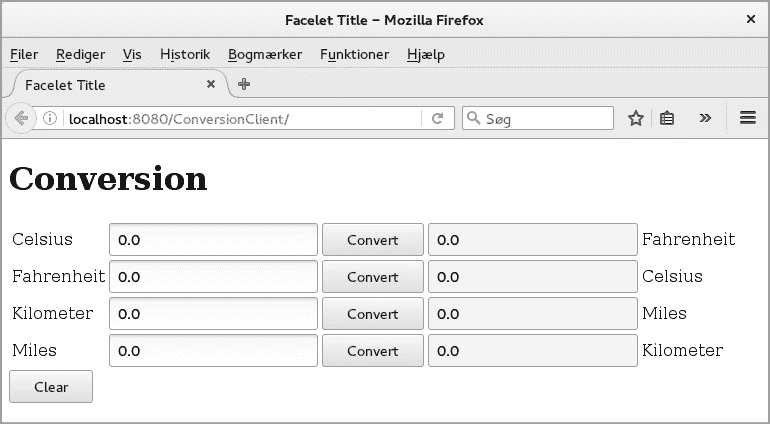 Facelet Title – Mozilla Firefox
Filer Rediger Vis Historik Bogmærker Funktioner Hjælp
Facelet Title
localhost:8080/ConversionClient/ Søg
Conversion
Celsius 0.0 Convert 0.0 Fahrenheit
Fahrenheit 0.0 Convert 0.0 Celsius
Kilometer 0.0 Convert 0.0 Miles
Miles 0.0 Convert 0.0 Kilometer
Clear